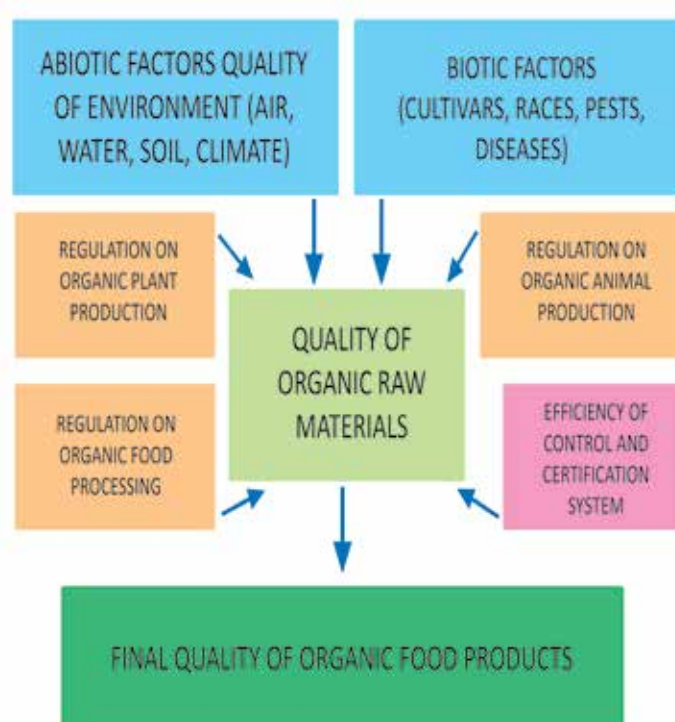 ABIOTIC FACTORS QUALITY
OF ENVIRONMENT (AIR,
WATER, SOIL, CLIMATE)
BIOTIC FACTORS
(CULTIVARS, RACES, PESTS,
DISEASES)
REGULATION ON
ORGANIC PLANT
PRODUCTION
REGULATION ON
ORGANIC ANIMAL
PRODUCTION
QUALITY OF
ORGANIC RAW
MATERIALS
REGULATION ON
ORGANIC FOOD
PROCESSING
EFFICIENCY OF
CONTROL AND
CERTIFICATION
SYSTEM
FINAL QUALITY OF ORGANIC FOOD PRODUCTS